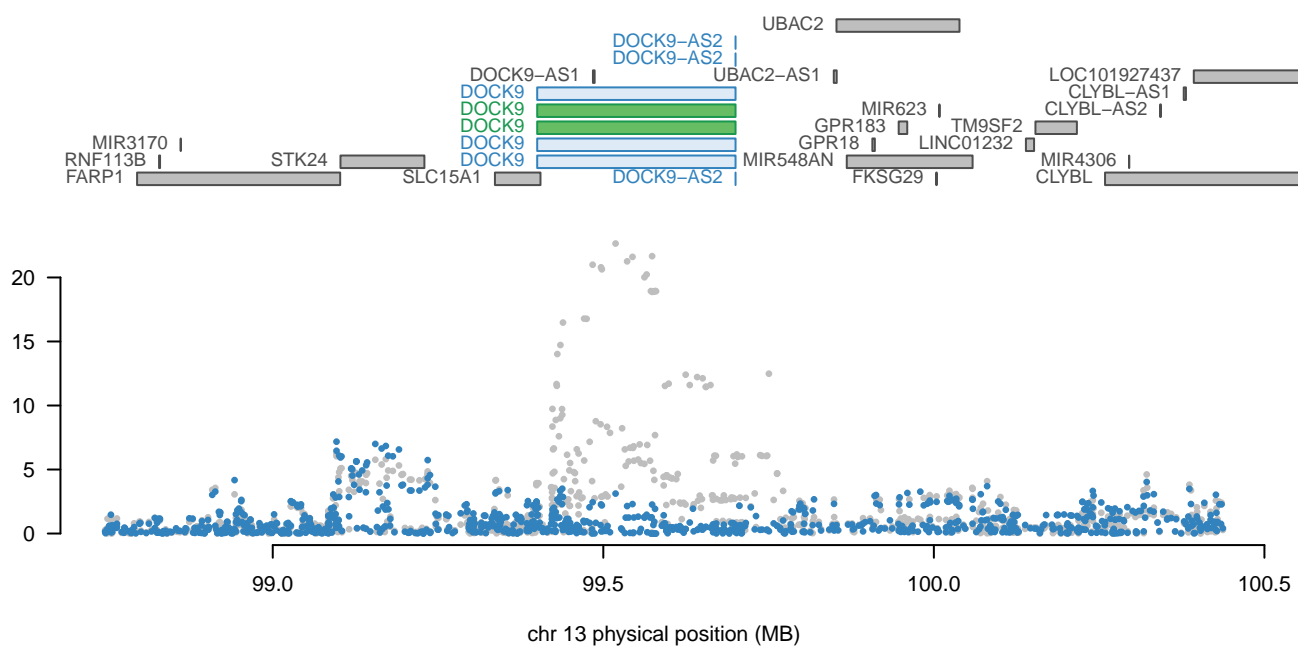 UBAC2
DOCK9−AS2
DOCK9−AS2
DOCK9−AS1 UBAC2−AS1 LOC101927437
DOCK9 CLYBL−AS1
DOCK9 MIR623 CLYBL−AS2
DOCK9 GPR183 TM9SF2
MIR3170 DOCK9 GPR18 LINC01232
RNF113B STK24 DOCK9 MIR548AN MIR4306
FARP1 SLC15A1 DOCK9−AS2 FKSG29 CLYBL
20
15
10
5
0
99.0 99.5 100.0 100.5
chr 13 physical position (MB)